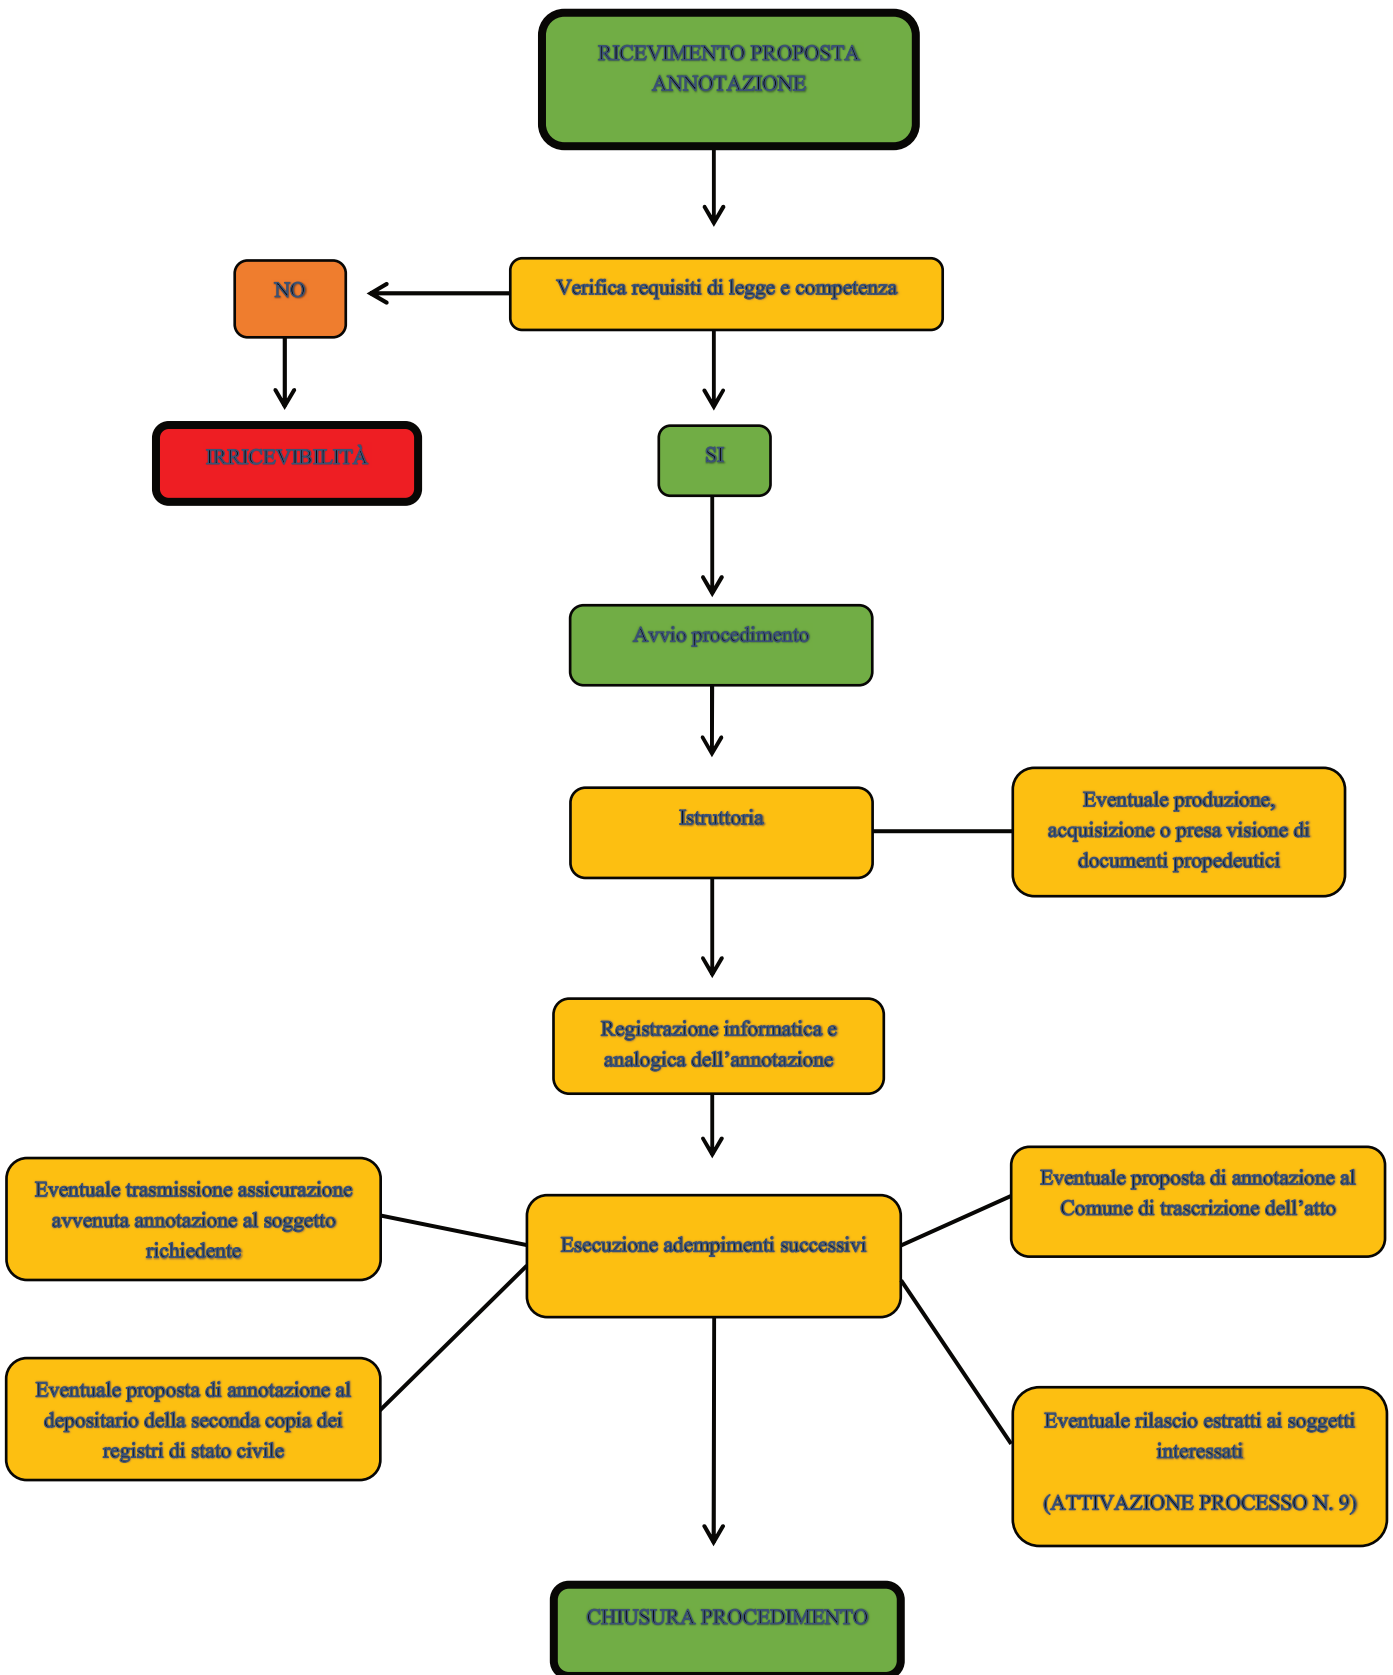 RICEVIMENTO PROPOSTA
ANNOTAZIONE
Verifica requisiti di legge e competenza
NO
IRRICEVIBILITÀ
SI
Avvio procedimento
Istruttoria
Eventuale produzione,
acquisizione o presa visione di
documenti propedeutici
Registrazione informatica e
analogica dell’annotazione
Eventuale trasmissione assicurazione
avvenuta annotazione al soggetto
richiedente
Esecuzione adempimenti successivi
Eventuale proposta di annotazione al
Comune di trascrizione dell’atto
Eventuale proposta di annotazione al
depositario della seconda copia dei
registri di stato civile
Eventuale rilascio estratti ai soggetti
interessati
(ATTIVAZIONE PROCESSO N. 9)
CHIUSURA PROCEDIMENTO